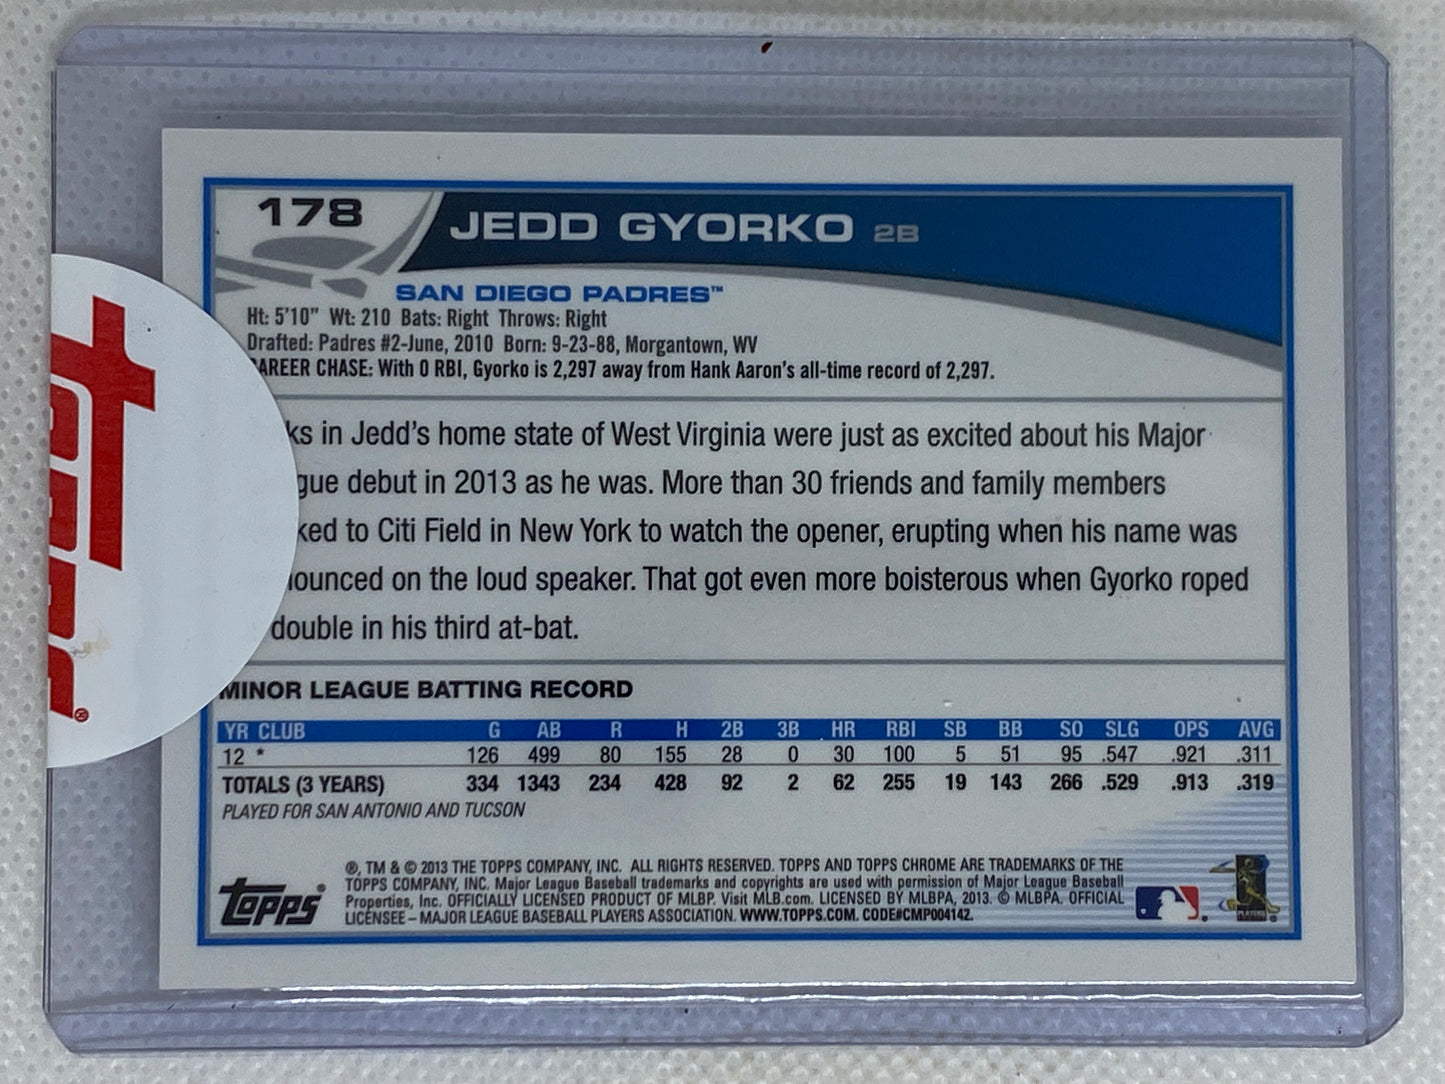 178 JEDD GYORKO 2B
SAN DIEGO PADRES™
Ht: 5'10" Wt: 210 Bats: Right Throws: Right
Drafted: Padres #2-June, 2010 Born: 9-23-88, Morgantown, WV
AREER CHASE: With 0 RBI, Gyorko is 2,297 away from Hank Aaron's all-time record of 2,297.
ks in Jedd's home state of West Virginia were just as excited about his Major
gue debut in 2013 as he was. More than 30 friends and family members
ked to Citi Field in New York to watch the opener, erupting when his name was
ounced on the loud speaker. That got even more boisterous when Gyorko roped
double in his third at-bat.
MINOR LEAGUE BATTING RECORD
YR CLUB G AB R H 2B 3B HR RBI SB BB SO SLG OPS AVG
12 * 126 499 80 155 28 0 30 100 5 51 95 .547 .921 .311
TOTALS (3 YEARS) 334 1343 234 428 92 2 62 255 19 143 266 .529 .913 .319
PLAYED FOR SAN ANTONIO AND TUCSON
®, TM & © 2013 THE TOPPS COMPANY, INC. ALL RIGHTS RESERVED. TOPPS AND TOPPS CHROME ARE TRADEMARKS OF THE
TOPPS COMPANY, INC. Major League Baseball trademarks and copyrights are used with permission of Major League Baseball
Properties, Inc. OFFICIALLY LICENSED PRODUCT OF MLBP. Visit MLB.com. LICENSED BY MLBPA, 2013. © MLBPA. OFFICIAL
LICENSEE – MAJOR LEAGUE BASEBALL PLAYERS ASSOCIATION. WWW.TOPPS.COM. CODE#CMP004142.
Topps®